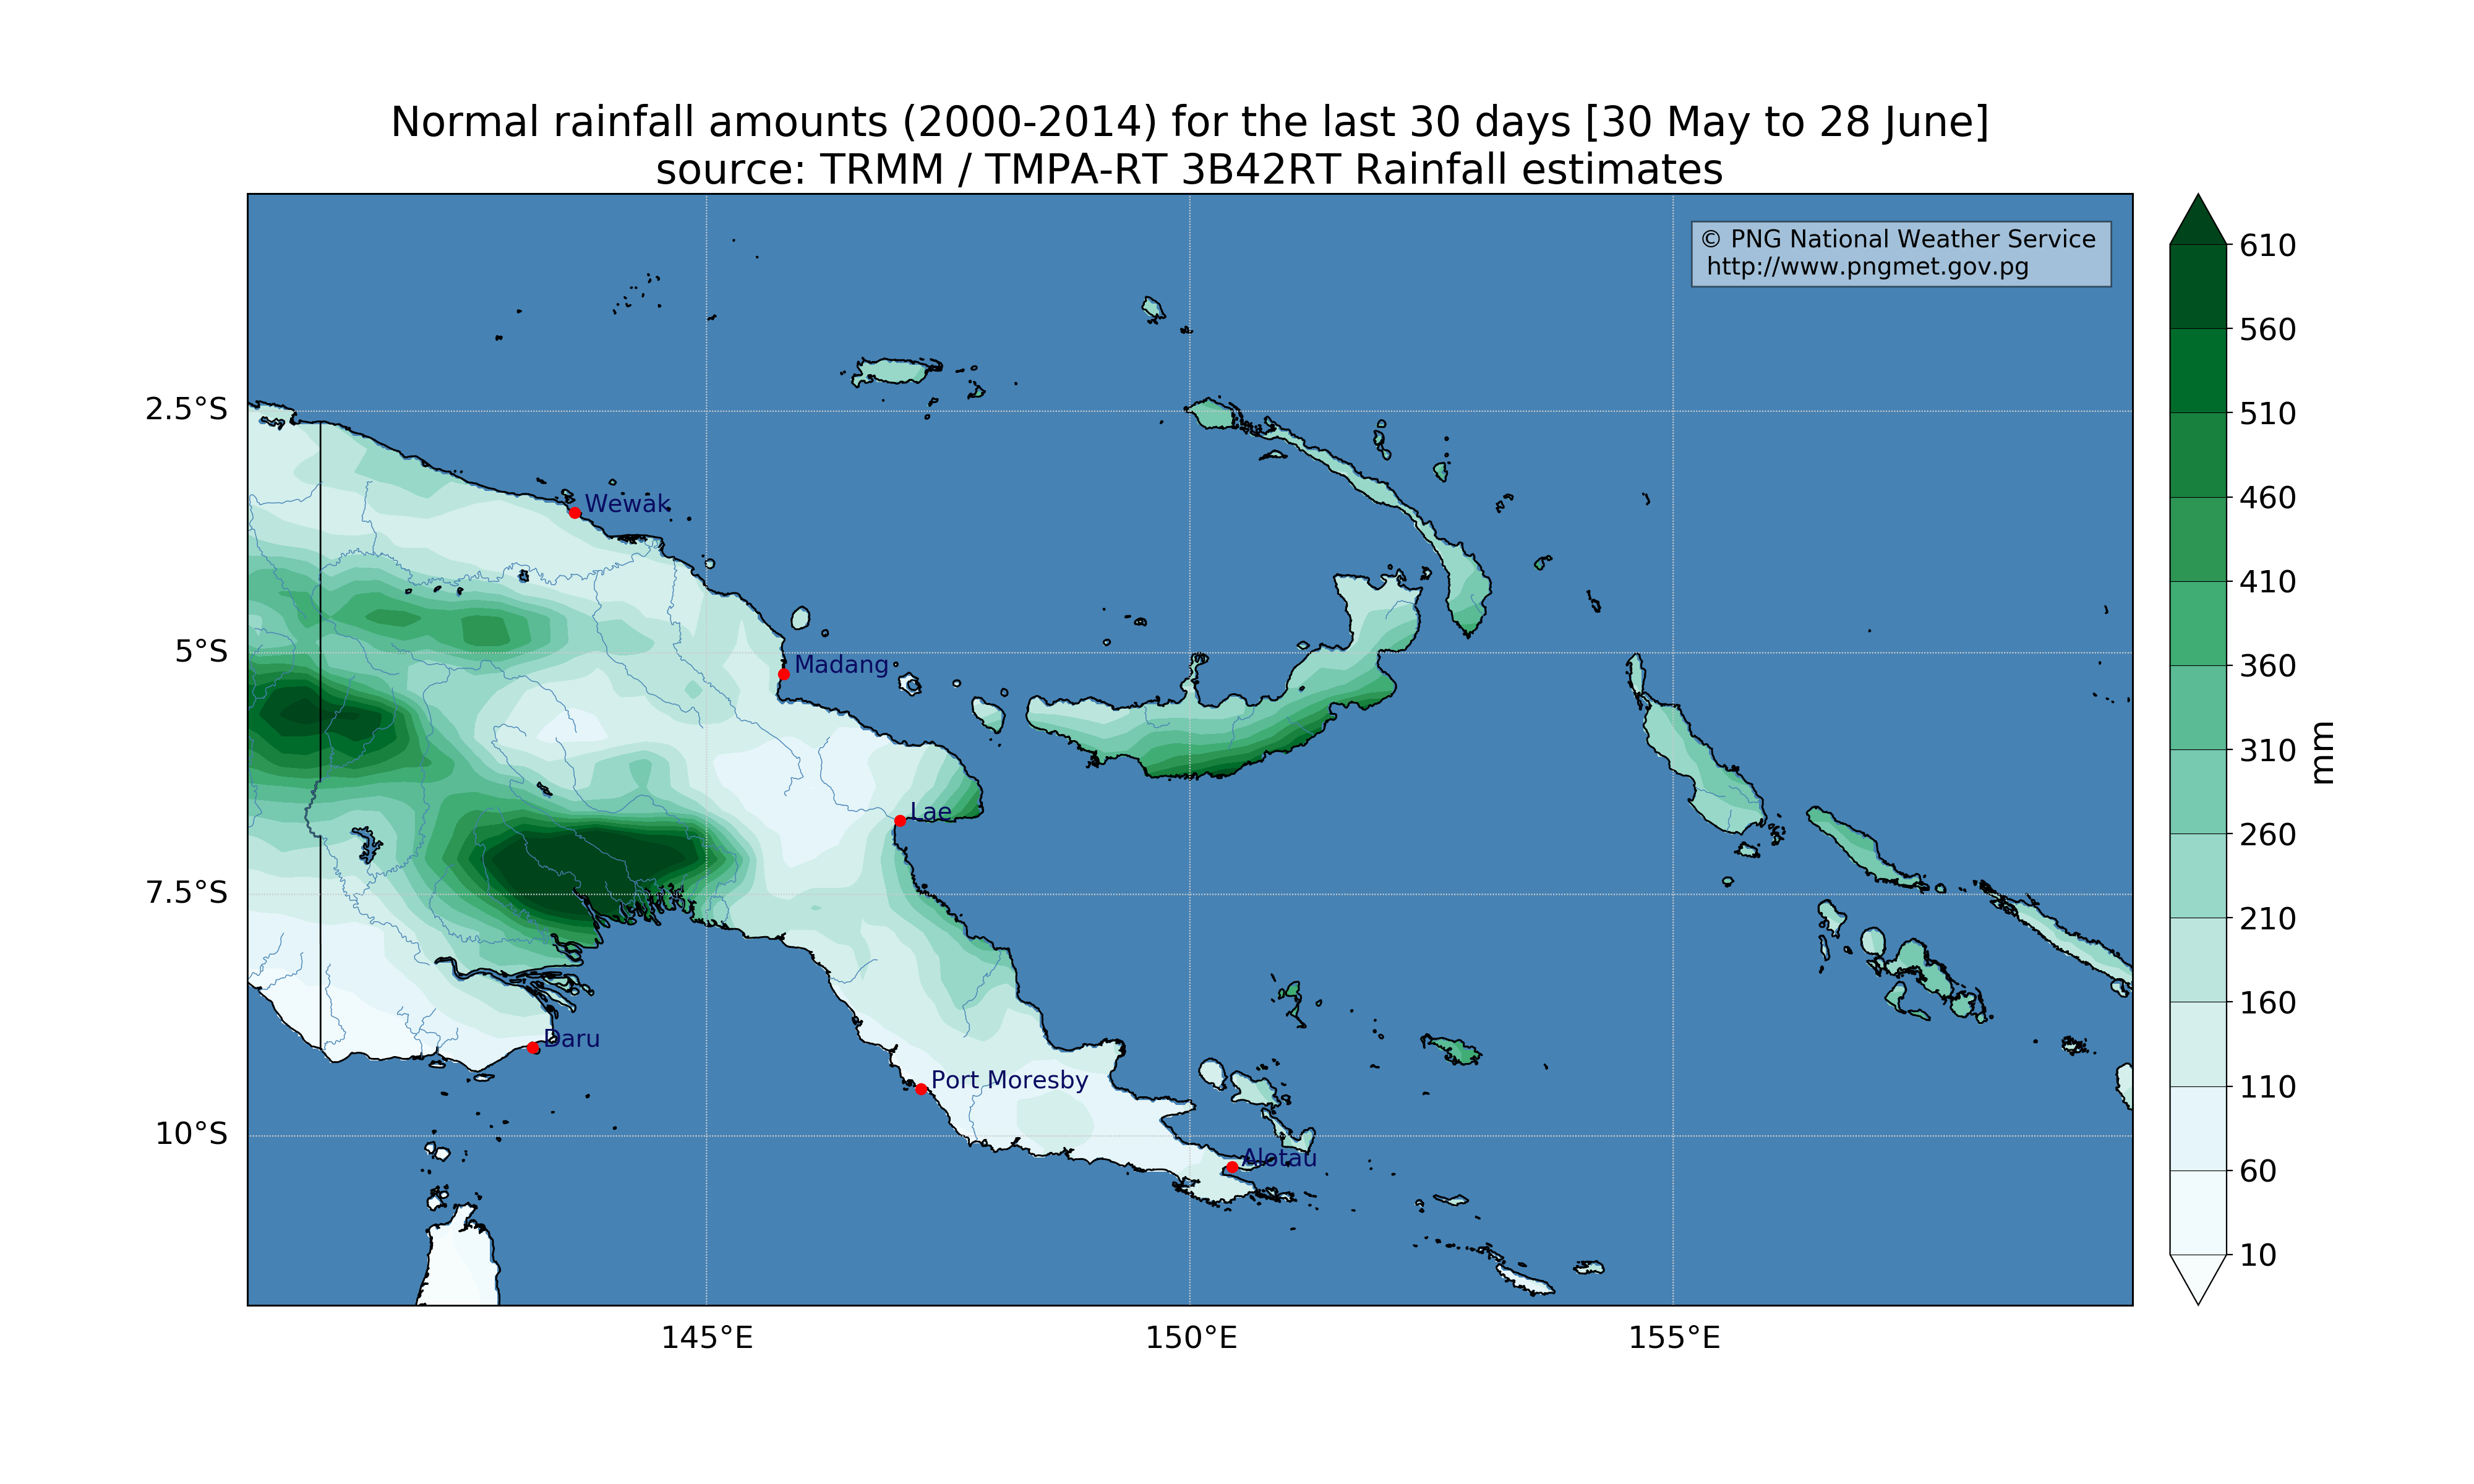 Normal rainfall amounts (2000-2014) for the last 30 days [30 May to 28 June]
source: TRMM / TMPA-RT 3B42RT Rainfall estimates
© PNG National Weather Service
http://www.pngmet.gov.pg
610
560
510
460
410
360
310
260
210
160
110
60
10
mm
2.5°S
5°S
7.5°S
10°S
Wewak
Madang
Lae
Daru
Port Moresby
Alotau
145°E
150°E
155°E